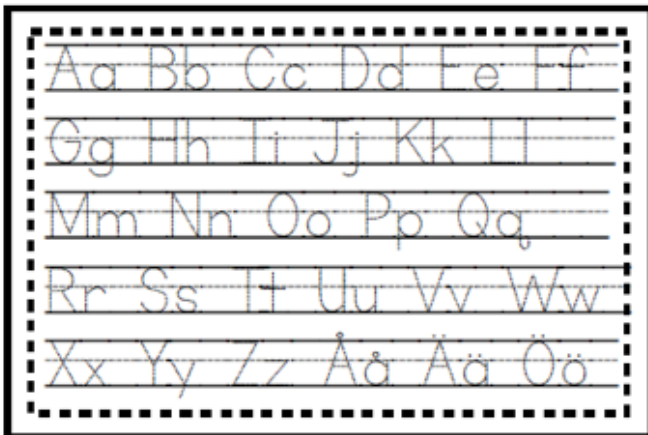 Aa Bb Cc Dd Ee Ff
Gg Hh Ii Jj Kk Ll
Mm Nn Oo Pp Qq
Rr Ss Tt Uu Vv Ww
Xx Yy Zz Åå Ää Öö